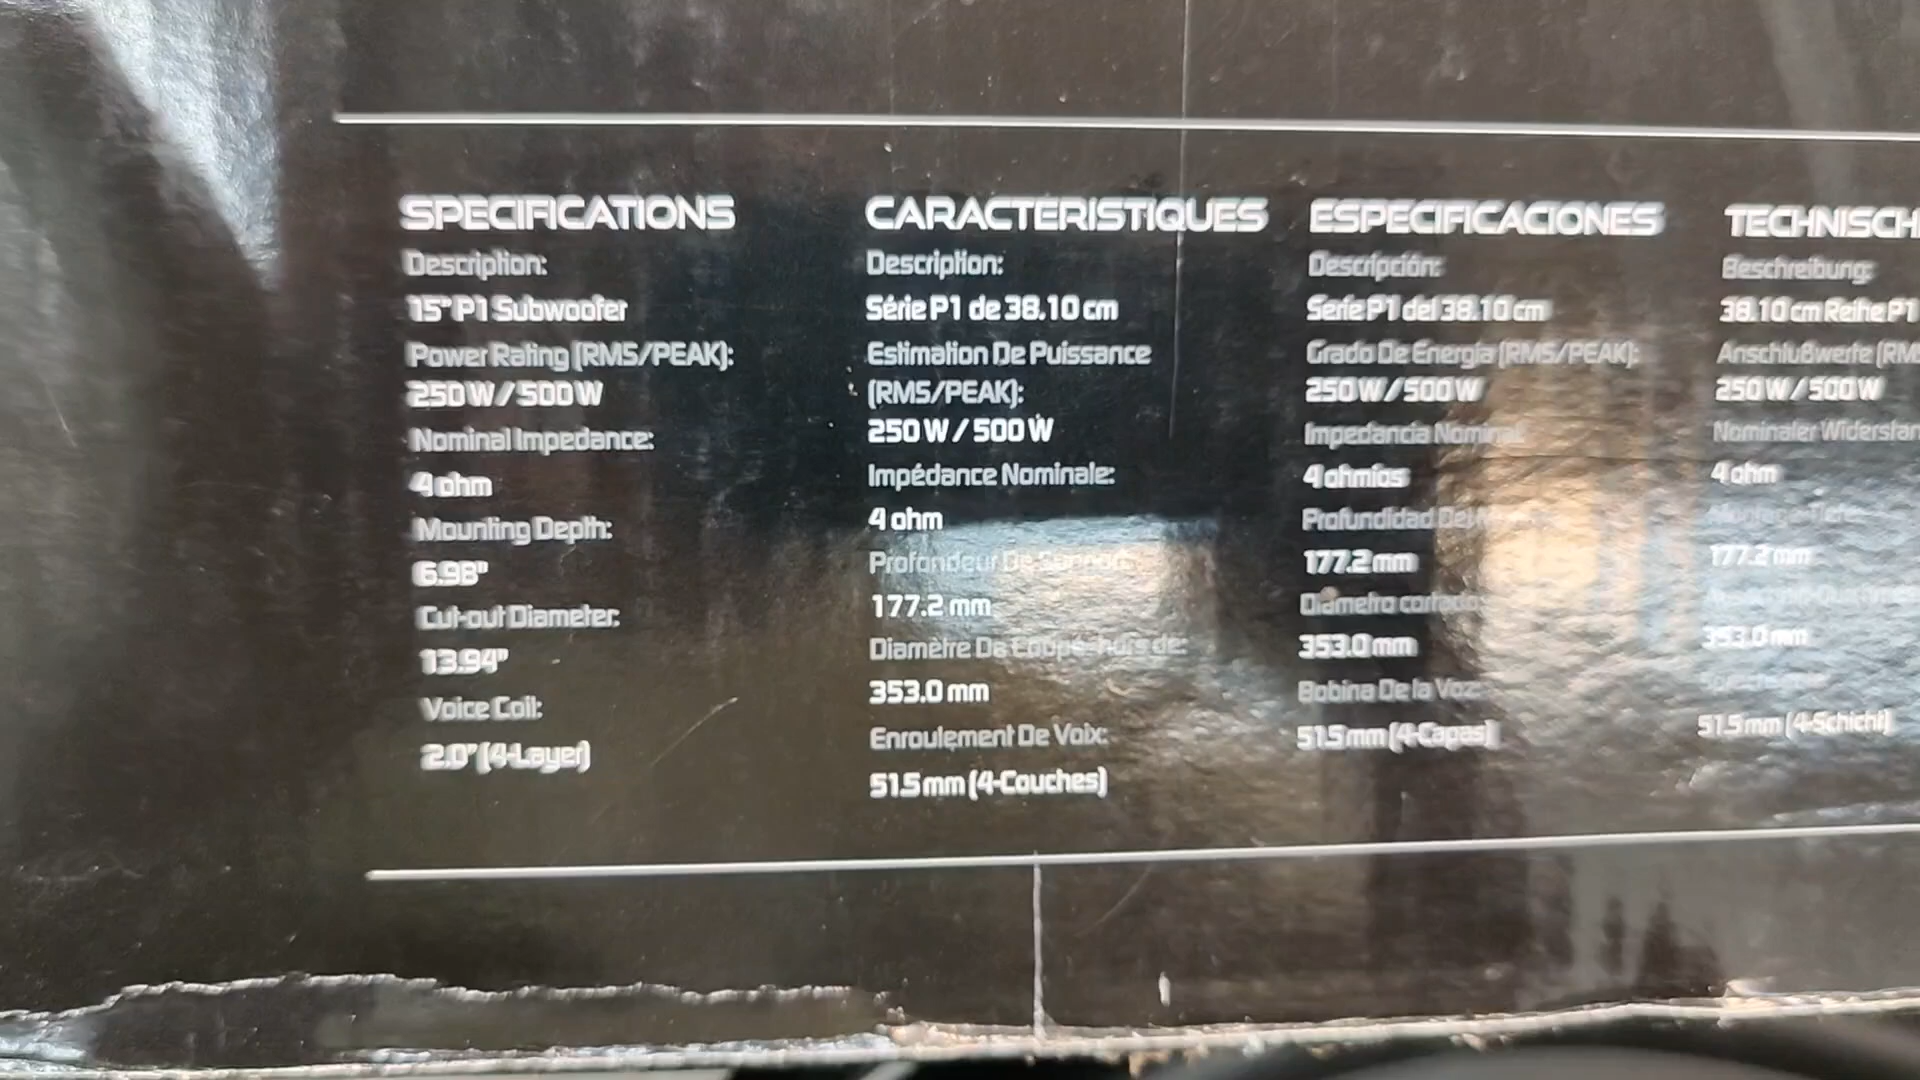 SPECIFICATIONS
Description:
15" P1 Subwoofer
Power Rating (RMS/PEAK):
250 W / 500 W
Nominal Impedance:
4 ohm
Mounting Depth:
6.98"
Cut-out Diameter:
13.94"
Voice Coil:
2.0" (4-Layer)
CARACTERISTIQUES
Description:
Série P1 de 38.10 cm
Estimation De Puissance
(RMS/PEAK):
250 W / 500 W
Impédance Nominale:
4 ohm
Profondeur De
177.2 mm
Diamètre De Coupe-hors de:
353.0 mm
Enroulement De Voix:
51.5 mm (4-Couches)
ESPECIFICACIONES
Descripción:
Serie P1 del 38.10 cm
Grado De Energia (RMS/PEAK):
250 W / 500 W
Impedancia Nominal
4 ohmios
Profundidad Del
177.2 mm
Diámetro cortado
353.0 mm
Bobina De la Voz:
51.5 mm (4-Capas)
TECHNISCH
Beschreibung:
38.10 cm Reihe P1
Anschlußwerte (RMS
250 W / 500 W
Nominaler Widerstan
4 ohm
177.2 mm
353.0 mm
51.5 mm (4-Schicht)